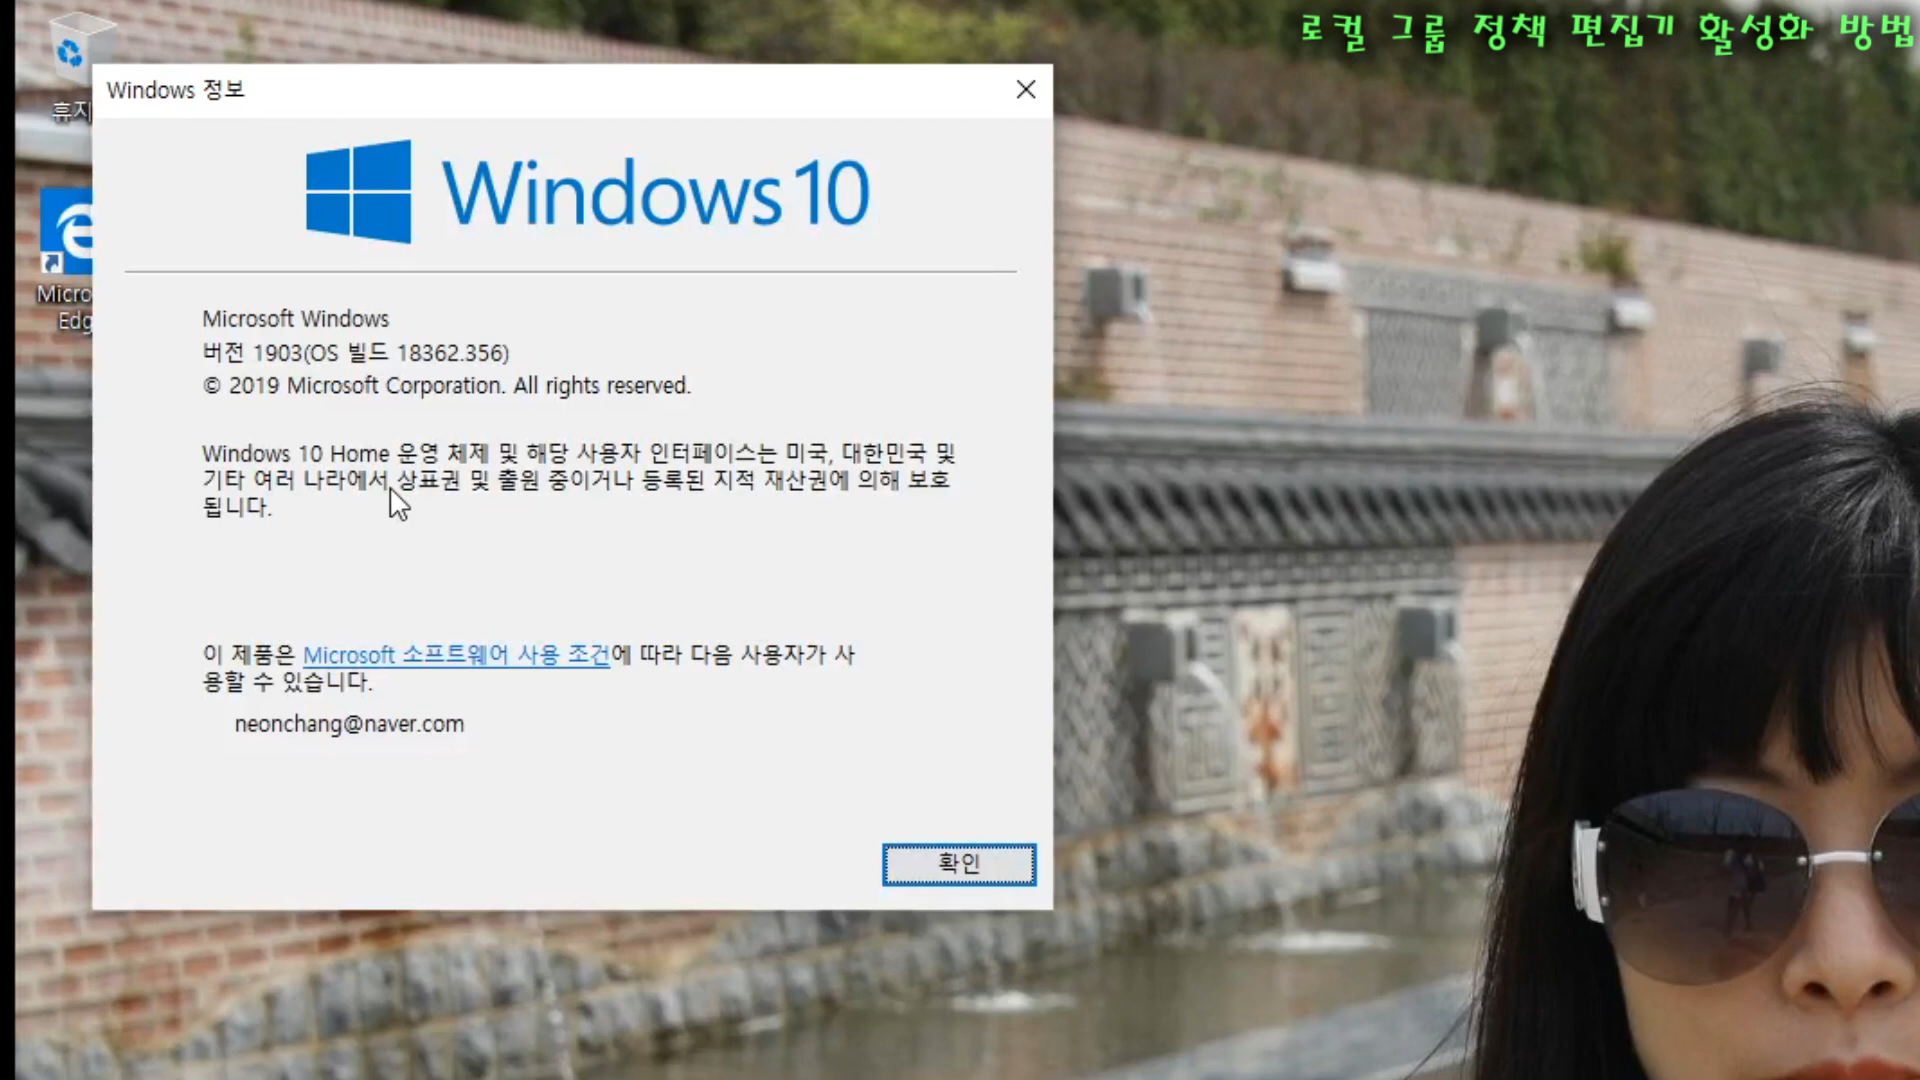 로컬 그룹 정책 편집기 활성화 방법
휴지
Windows 정보
Windows 10
Micro
Edg
Microsoft Windows
버전 1903(OS 빌드 18362.356)
© 2019 Microsoft Corporation. All rights reserved.
Windows 10 Home 운영 체제 및 해당 사용자 인터페이스는 미국, 대한민국 및
기타 여러 나라에서 상표권 및 출원 중이거나 등록된 지적 재산권에 의해 보호
됩니다.
이 제품은 Microsoft 소프트웨어 사용 조건에 따라 다음 사용자가 사
용할 수 있습니다.
neonchang@naver.com
확인